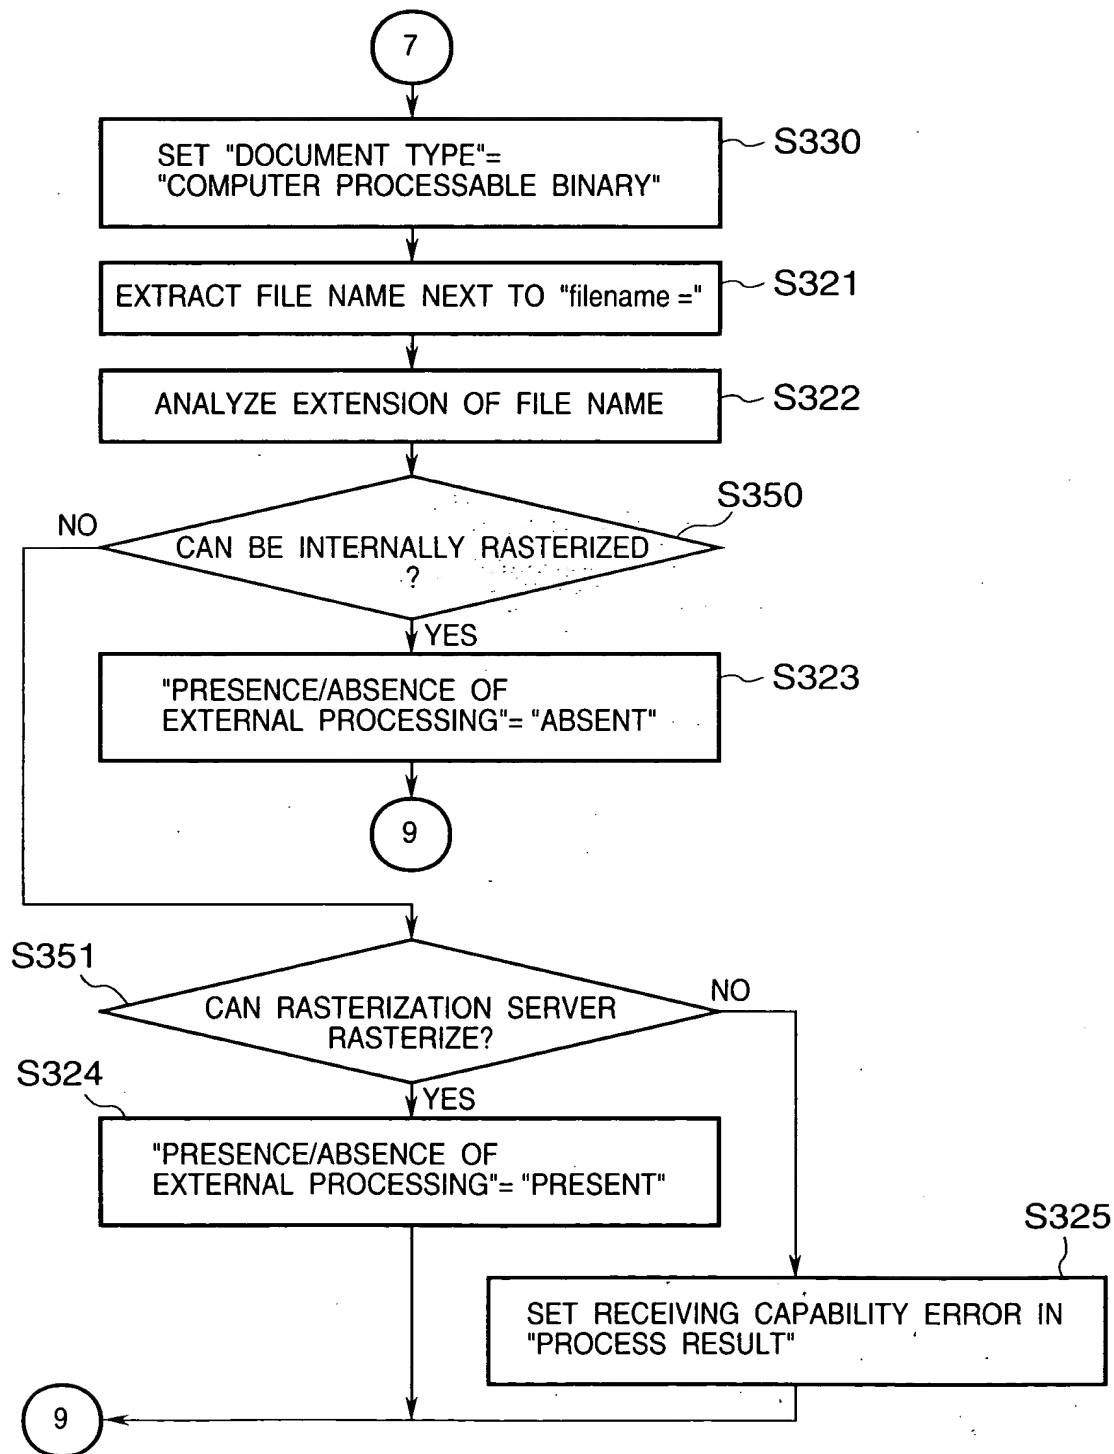 7
SET "DOCUMENT TYPE"=
"COMPUTER PROCESSABLE BINARY"
S330
EXTRACT FILE NAME NEXT TO "filename ="
S321
ANALYZE EXTENSION OF FILE NAME
S322
S350
NO
CAN BE INTERNALLY RASTERIZED
?
YES
"PRESENCE/ABSENCE OF
EXTERNAL PROCESSING"= "ABSENT"
S323
9
S351
CAN RASTERIZATION SERVER
RASTERIZE?
NO
S324
YES
"PRESENCE/ABSENCE OF
EXTERNAL PROCESSING"= "PRESENT"
S325
SET RECEIVING CAPABILITY ERROR IN
"PROCESS RESULT"
9